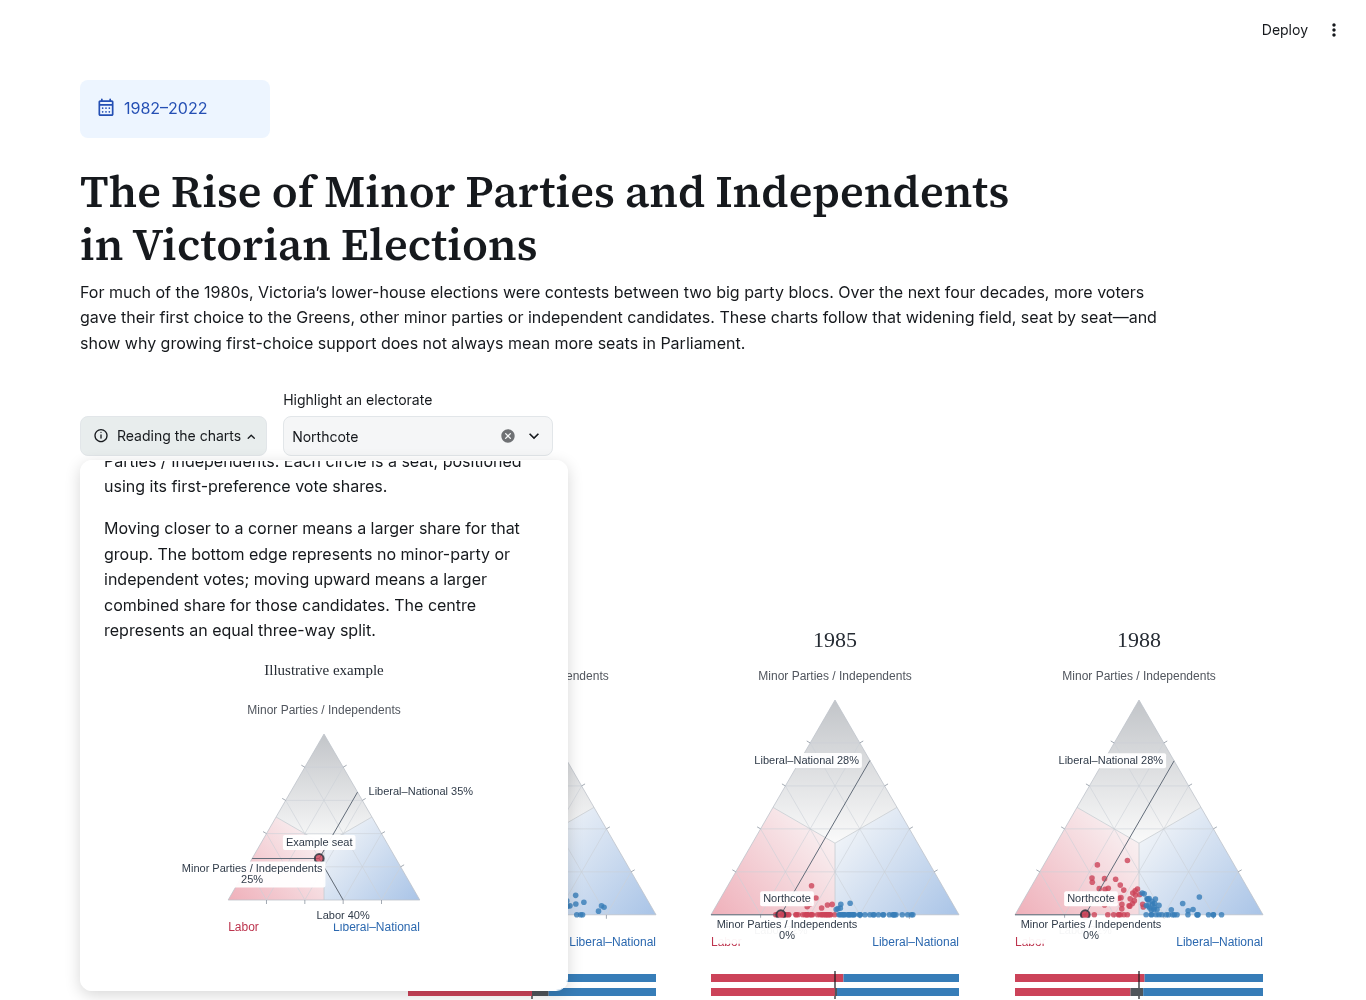 Deploy
1982–2022
The Rise of Minor Parties and Independents
in Victorian Elections
For much of the 1980s, Victoria’s lower-house elections were contests between two big party blocs. Over the next four decades, more voters
gave their first choice to the Greens, other minor parties or independent candidates. These charts follow that widening field, seat by seat—and
show why growing first-choice support does not always mean more seats in Parliament.
Highlight an electorate
Reading the charts
Northcote
Parties / Independents. Each circle is a seat, positioned
using its first-preference vote shares.
Moving closer to a corner means a larger share for that
group. The bottom edge represents no minor-party or
independent votes; moving upward means a larger
combined share for those candidates. The centre
represents an equal three-way split.
Illustrative example
Minor Parties / Independents
Liberal–National 35%
Example seat
Minor Parties / Independents
25%
Labor 40%
Labor
Liberal–National
endents
Liberal–National
1985
Minor Parties / Independents
Liberal–National 28%
Northcote
Minor Parties / Independents
0%
Labor
Liberal–National
1988
Minor Parties / Independents
Liberal–National 28%
Northcote
Minor Parties / Independents
0%
Labor
Liberal–National